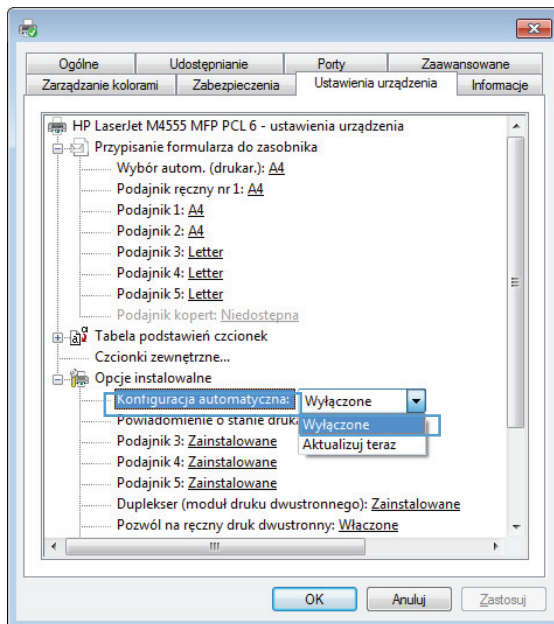 Ogólne Udostępnianie Porty Zaawansowane
Zarządzanie kolorami Zabezpieczenia Ustawienia urządzenia Informacje
HP LaserJet M4555 MFP PCL 6 - ustawienia urządzenia
Przypisanie formularza do zasobnika
Wybór autom. (drukar.): A4
Podajnik ręczny nr 1: A4
Podajnik 1: A4
Podajnik 2: A4
Podajnik 3: Letter
Podajnik 4: Letter
Podajnik 5: Letter
Podajnik kopert: Niedostępna
Tabela podstawień czcionek
Czcionki zewnętrzne...
Opcje instalowalne
Konfiguracja automatyczna: Wyłączone
Wyłączone
Powiadomienie o stanie druk
Aktualizuj teraz
Podajnik 3: Zainstalowane
Podajnik 4: Zainstalowane
Podajnik 5: Zainstalowane
Duplekser (moduł druku dwustronnego): Zainstalowane
Pozwól na ręczny druk dwustronny: Włączone
OK Anuluj Zastosuj